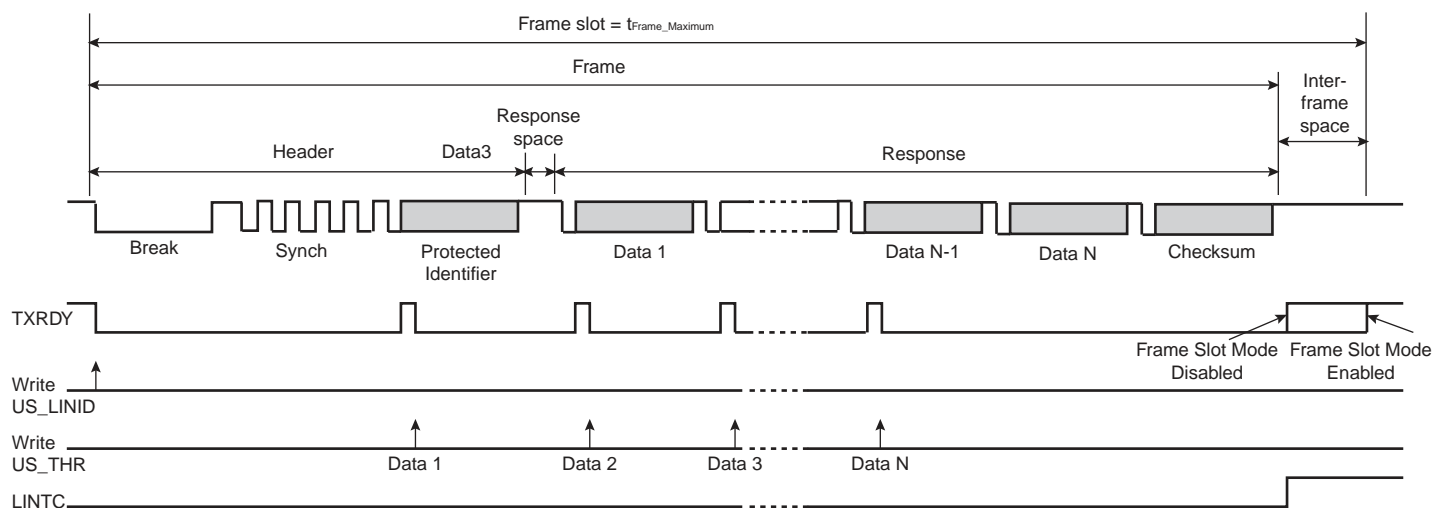 Frame slot = tFrame_Maximum
Frame
Inter-
frame
space
Response
space
Header
Data3
Response
Break
Synch
Protected
Identifier
Data 1
Data N-1
Data N
Checksum
TXRDY
Frame Slot Mode
Disabled
Frame Slot Mode
Enabled
Write
US_LINID
Write
US_THR
Data 1
Data 2
Data 3
Data N
LINTC